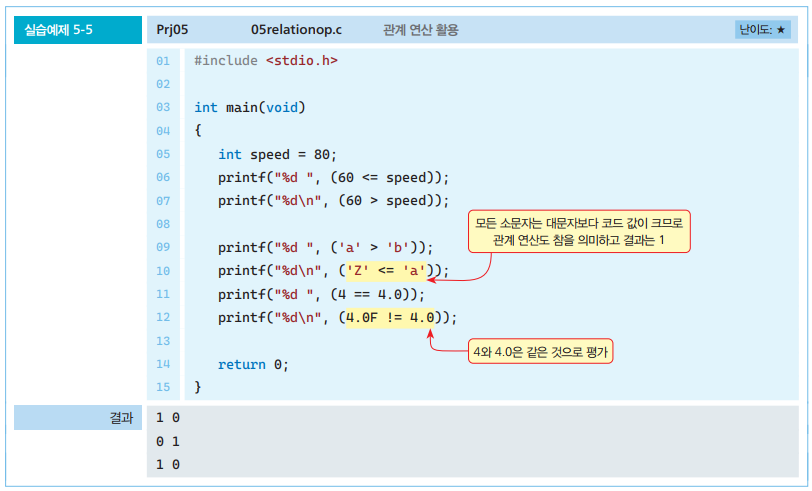 실습예제 5-5 Prj05 05relationop.c 관계 연산 활용 난이도: ★
01 #include <stdio.h>
02
03 int main(void)
04 {
05 int speed = 80;
06 printf("%d ", (60 <= speed));
07 printf("%d\n", (60 > speed));
모든 소문자는 대문자보다 코드 값이 크므로
관계 연산도 참을 의미하고 결과는 1
08
09 printf("%d ", ('a' > 'b'));
10 printf("%d\n", ('Z' <= 'a'));
11 printf("%d ", (4 == 4.0));
12 printf("%d\n", (4.0F != 4.0));
13
4와 4.0은 같은 것으로 평가
14 return 0;
15 }
결과 1 0
0 1
1 0